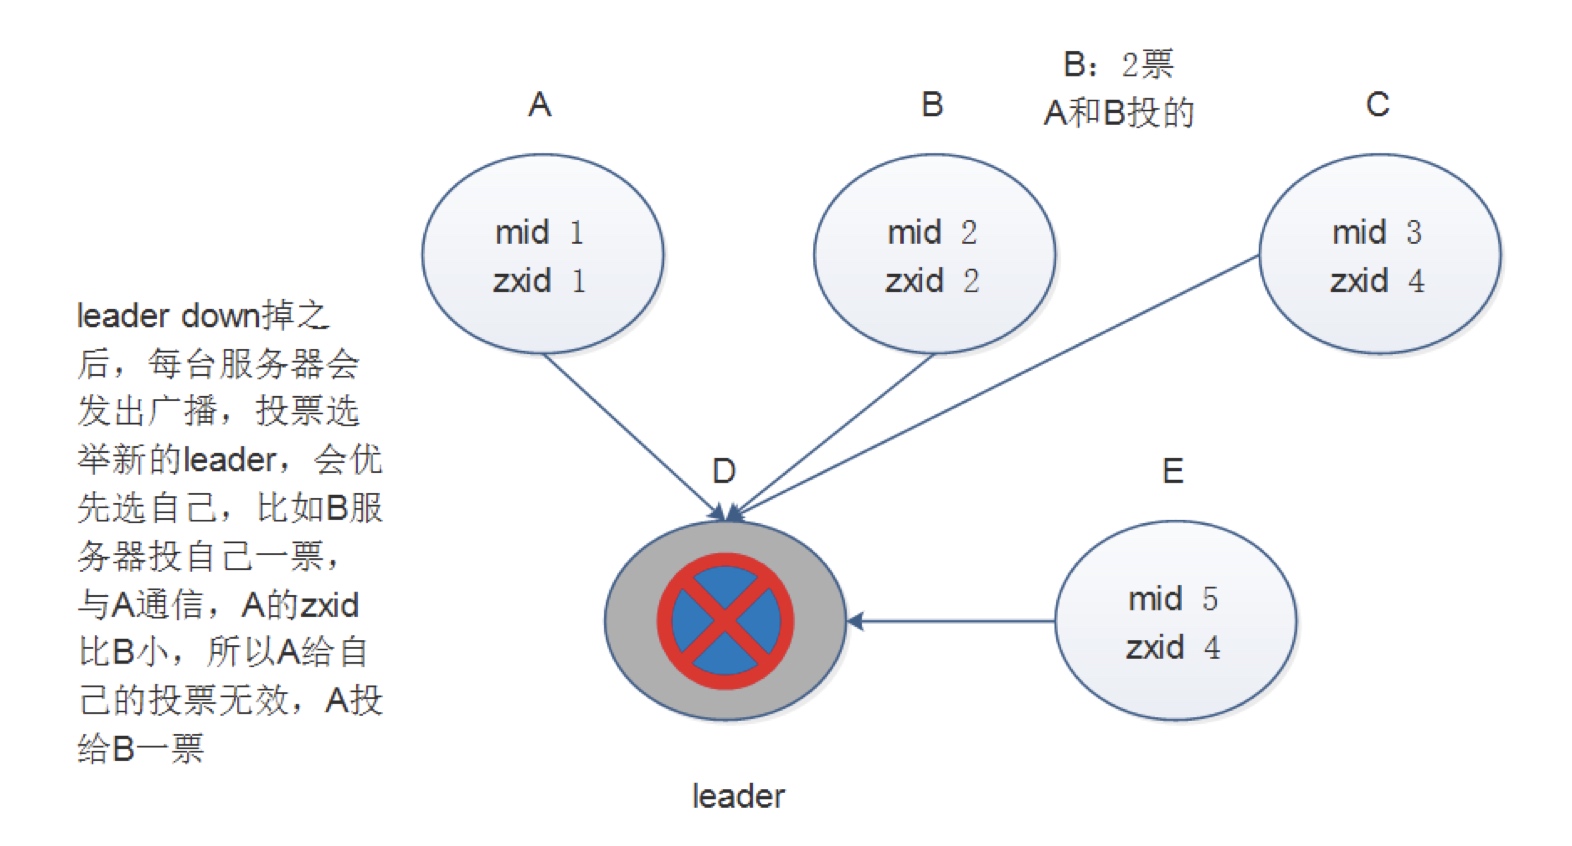 B：2票
A和B投的
A
B
C
mid 1
zxid 1
mid 2
zxid 2
mid 3
zxid 4
leader down掉之
后，每台服务器会
发出广播，投票选
举新的leader，会优
先选自己，比如B服
务器投自己一票，
与A通信，A的zxid
比B小，所以A给自
己的投票无效，A投
给B一票
D
E
mid 5
zxid 4
leader